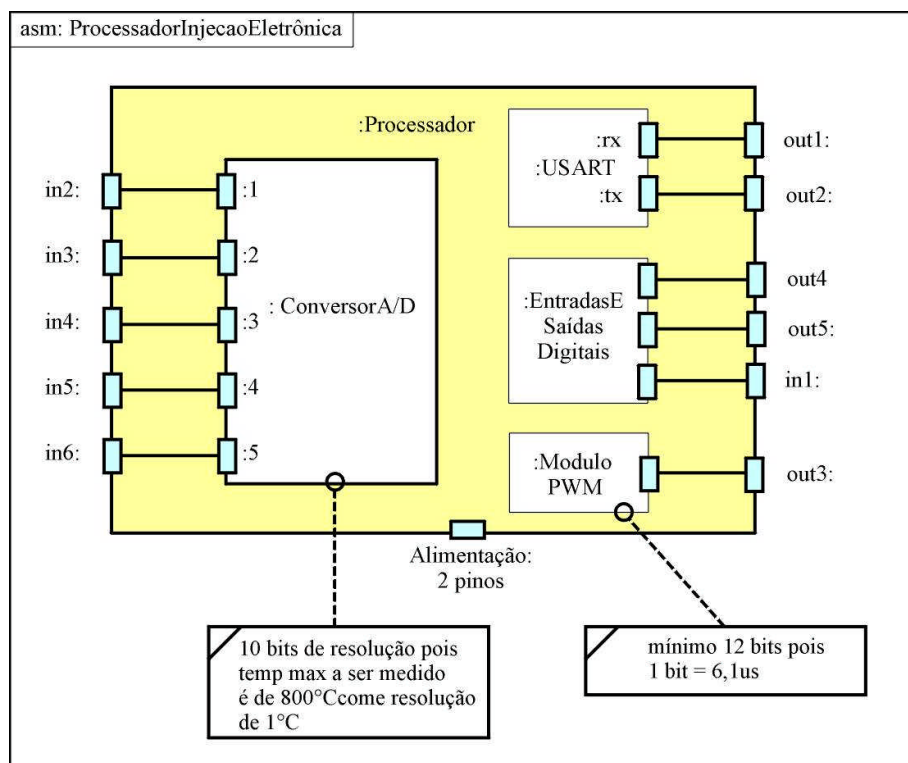 asm: ProcessadorInjecaoEletrônica
:Processador
in2:
in3:
in4:
in5:
in6:
:1
:2
:3
:4
:5
: ConversorA/D
:rx
:USART
:tx
out1:
out2:
:EntradasE
Saídas
Digitais
out4
out5:
in1:
:Modulo
PWM
out3:
Alimentação:
2 pinos
10 bits de resolução pois
temp max a ser medido
é de 800°Ccome resolução
de 1°C
mínimo 12 bits pois
1 bit = 6,1us